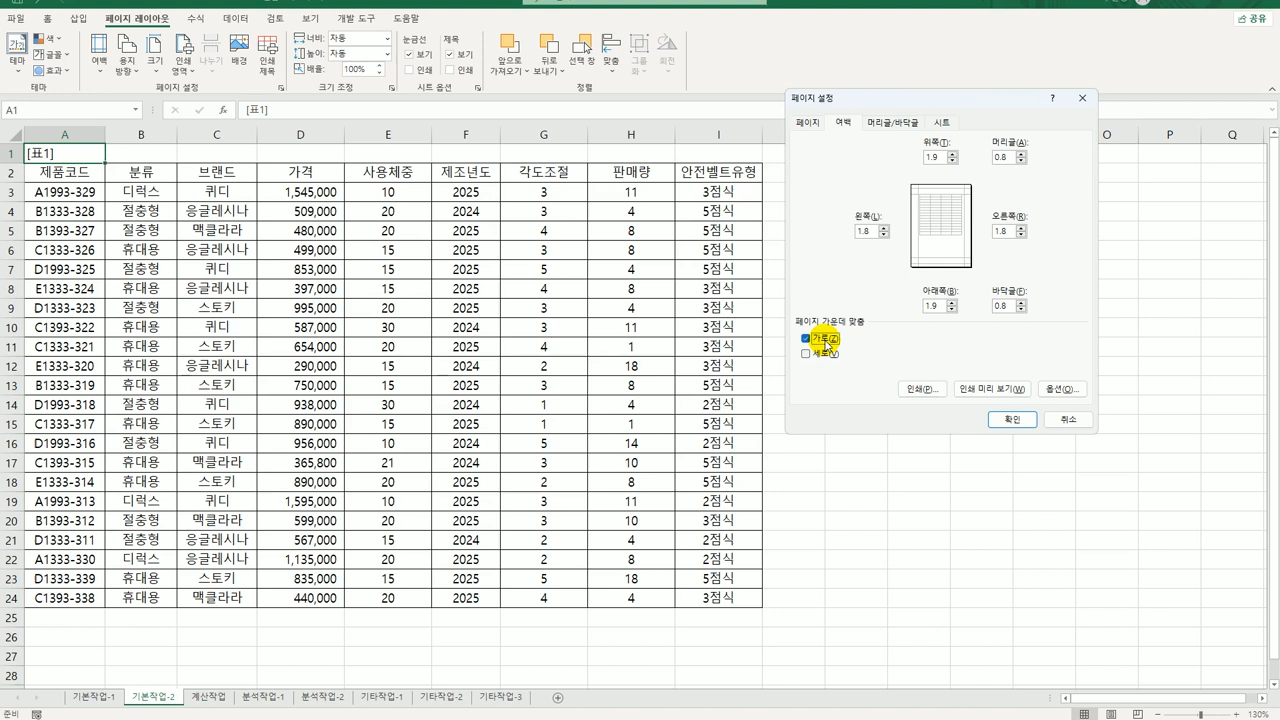 파일 홈 삽입 페이지 레이아웃 수식 데이터 검토 보기 개발 도구 도움말 공유
가가 색 너비: 자동 눈금선 제목
글꼴 높이: 자동 보기 보기
테마 효과 여백 용지 방향 크기 인쇄 영역 나누기 배경 인쇄 제목 배율: 100% 인쇄 인쇄 앞으로 가져오기 뒤로 보내기 선택 창 맞춤 그룹화 회전
테마 페이지 설정 크기 조정 시트 옵션 정렬
A1 fx [표1]
A B C D E F G H I O P Q
1 [표1]
2 제품코드 분류 브랜드 가격 사용체중 제조년도 각도조절 판매량 안전벨트유형
3 A1993-329 디럭스 퀴디 1,545,000 10 2025 3 11 3점식
4 B1333-328 절충형 응글레시나 509,000 20 2024 3 4 5점식
5 B1393-327 절충형 맥클라라 480,000 20 2025 4 8 5점식
6 C1333-326 휴대용 응글레시나 499,000 15 2025 3 8 5점식
7 D1993-325 절충형 퀴디 853,000 15 2025 5 4 5점식
8 E1333-324 휴대용 응글레시나 397,000 15 2025 4 8 3점식
9 D1333-323 절충형 스토키 995,000 20 2025 3 4 3점식
10 C1993-322 휴대용 퀴디 587,000 30 2024 3 11 3점식
11 C1333-321 휴대용 스토키 654,000 20 2025 4 1 3점식
12 E1333-320 휴대용 응글레시나 290,000 15 2024 2 18 3점식
13 B1333-319 휴대용 스토키 750,000 15 2025 3 8 5점식
14 D1993-318 절충형 퀴디 938,000 30 2024 1 4 2점식
15 C1333-317 휴대용 스토키 890,000 15 2025 1 1 5점식
16 D1993-316 절충형 퀴디 956,000 10 2024 5 14 2점식
17 C1393-315 휴대용 맥클라라 365,800 21 2024 3 10 5점식
18 E1333-314 휴대용 스토키 890,000 20 2025 2 8 5점식
19 A1993-313 디럭스 퀴디 1,595,000 10 2025 3 11 2점식
20 B1393-312 절충형 맥클라라 599,000 20 2025 3 10 3점식
21 D1333-311 절충형 응글레시나 567,000 15 2024 2 4 2점식
22 A1333-330 디럭스 응글레시나 1,135,000 20 2025 2 8 2점식
23 D1333-339 휴대용 스토키 835,000 15 2025 5 18 5점식
24 C1393-338 휴대용 맥클라라 440,000 20 2025 4 4 3점식
25
26
27
28
페이지 설정 ?
페이지 여백 머리글/바닥글 시트
위쪽(T): 머리글(A):
1.9 0.8
왼쪽(L): 오른쪽(R):
1.8 1.8
아래쪽(B): 바닥글(F):
1.9 0.8
페이지 가운데 맞춤
가로(Z)
세로(V)
인쇄(P)... 인쇄 미리 보기(W) 옵션(O)...
확인 취소
기본작업-1 기본작업-2 계산작업 분석작업-1 분석작업-2 기타작업-1 기타작업-2 기타작업-3
준비 130%